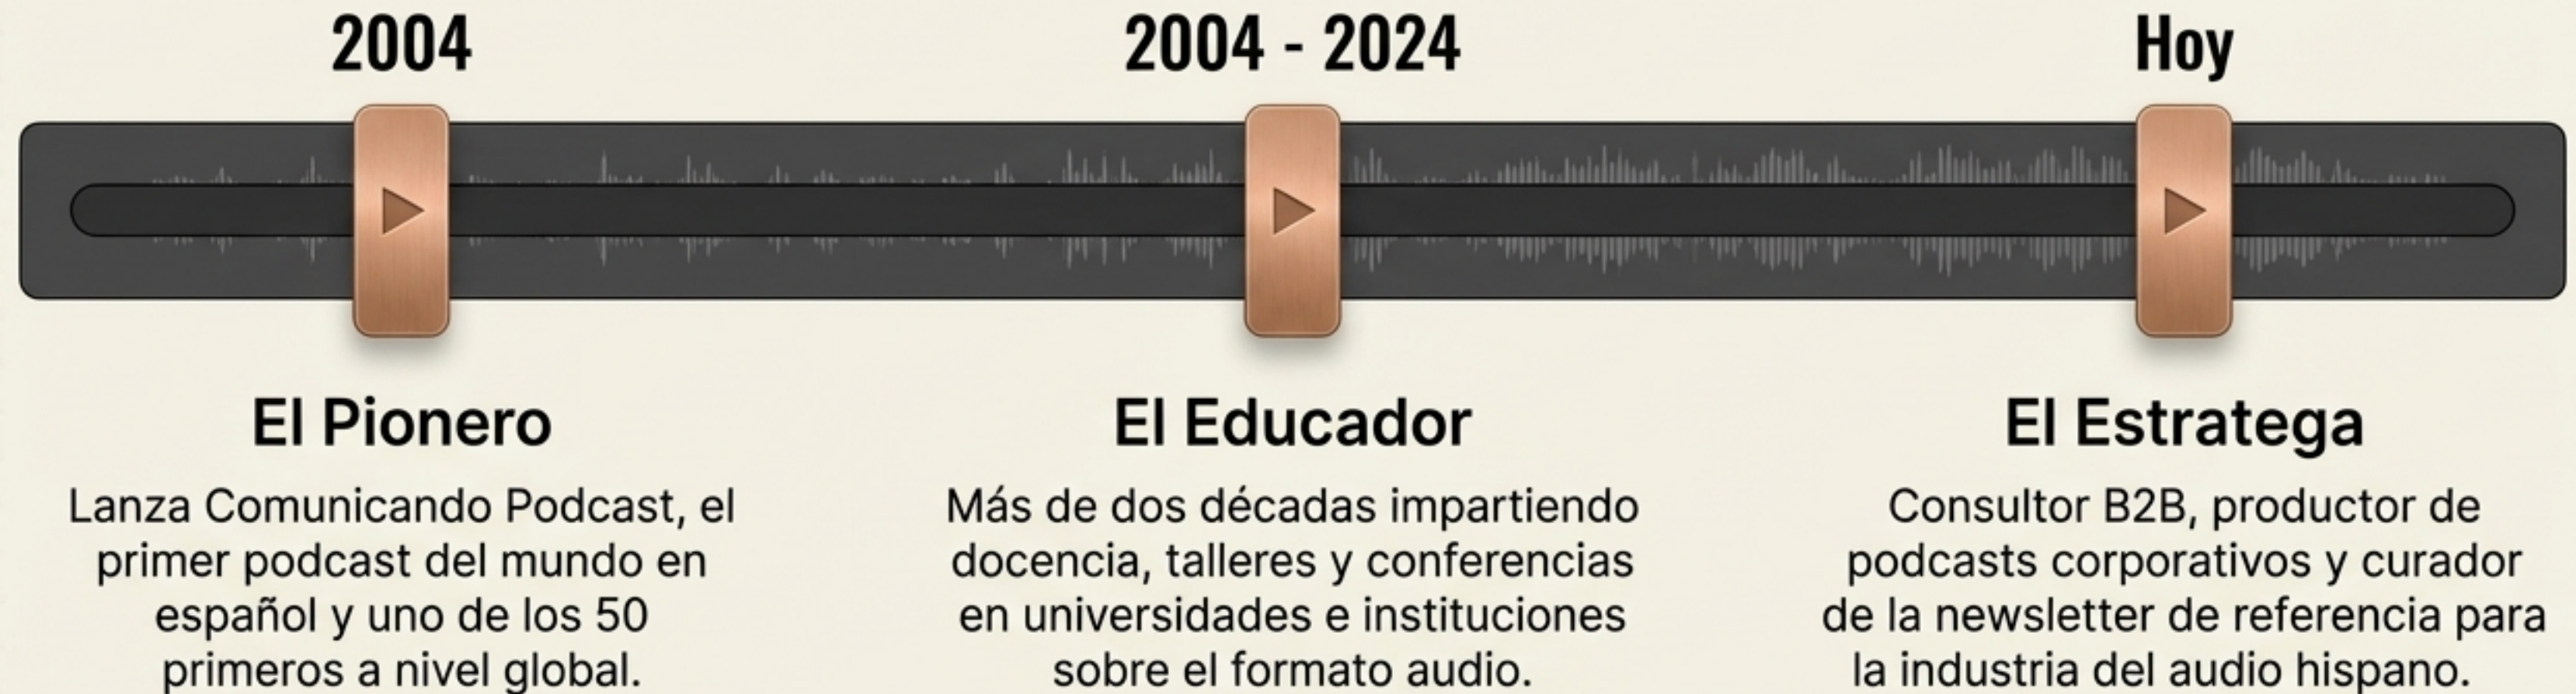 2004
El Pionero
Lanza Comunicando Podcast, el
primer podcast del mundo en
español y uno de los 50
primeros a nivel global.
2004 - 2024
El Educador
Más de dos décadas impartiendo
docencia, talleres y conferencias
en universidades e instituciones
sobre el formato audio.
Hoy
El Estratega
Consultor B2B, productor de
podcasts corporativos y curador
de la newsletter de referencia para
la industria del audio hispano.